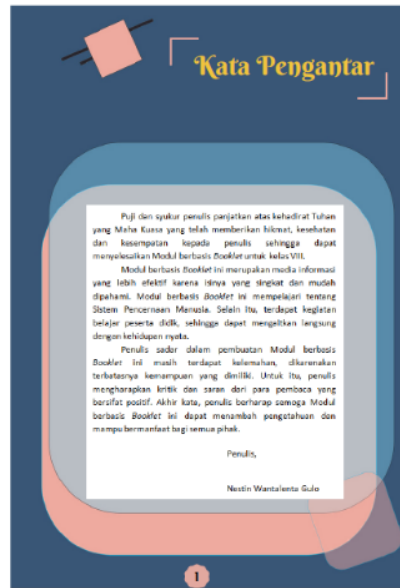 Kata Pengantar
Puji dan syukur penulis panjatkan atas kehadirat Tuhan
yang Maha Kuasa yang telah memberikan hikmat, kesehatan
dan kesempatan kepada penulis sehingga dapat
menyelesaikan Modul berbasis Booklet untuk kelas VIII.
Modul berbasis Booklet ini merupakan media informasi
yang lebih efektif karena isinya yang singkat dan mudah
dipahami. Modul berbasis Booklet ini mempelajari tentang
Sistem Pencernaan Manusia. Selain itu, terdapat kegiatan
belajar peserta didik, sehingga dapat mengaitkan langsung
dengan kehidupan nyata.
Penulis sadar dalam pembuatan Modul berbasis
Booklet ini masih terdapat kelemahan, dikarenakan
terbatasnya kemampuan yang dimiliki. Untuk itu, penulis
mengharapkan kritik dan saran dari para pembaca yang
bersifat positif. Akhir kata, penulis berharap semoga Modul
berbasis Booklet ini dapat menambah pengetahuan dan
mampu bermanfaat bagi semua pihak.
Penulis,
Nestin Wantalenta Gulo
1